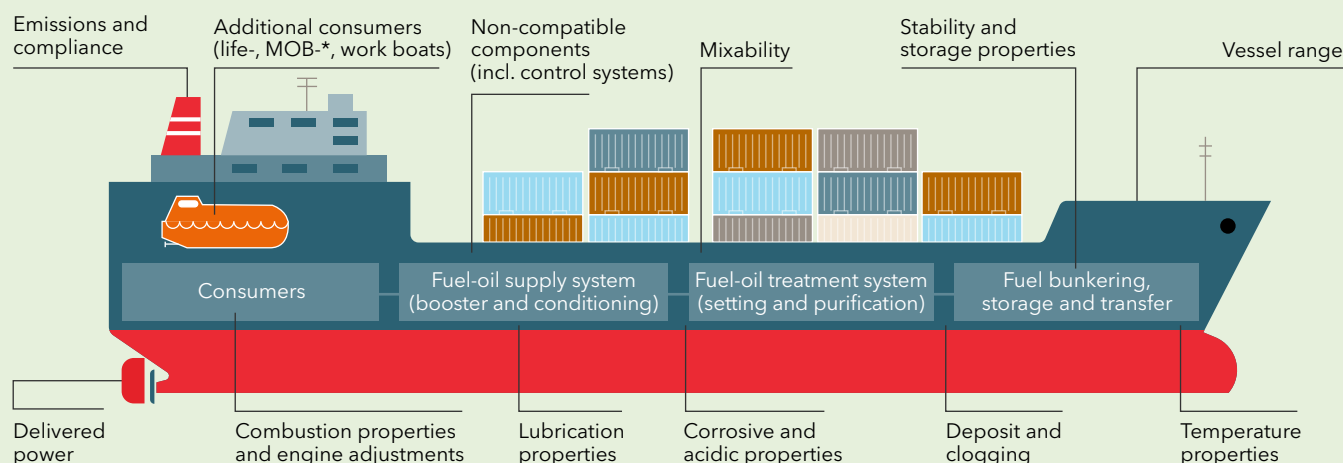 Emissions and
compliance
Additional consumers
(life-, MOB-*, work boats)
Non-compatible
components
(incl. control systems)
Mixability
Stability and
storage properties
Vessel range
Consumers
Fuel-oil supply system
(booster and conditioning)
Fuel-oil treatment system
(setting and purification)
Fuel bunkering,
storage and transfer
Delivered
power
Combustion properties
and engine adjustments
Lubrication
properties
Corrosive and
acidic properties
Deposit and
clogging
Temperature
properties